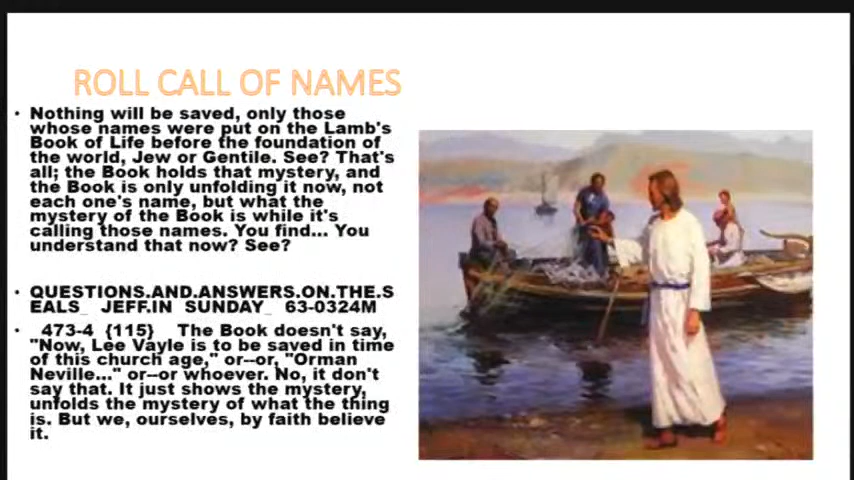 ROLL CALL OF NAMES
• Nothing will be saved, only those
whose names were put on the Lamb's
Book of Life before the foundation of
the world, Jew or Gentile. See? That's
all; the Book holds that mystery, and
the Book is only unfolding it now, not
each one's name, but what the
mystery of the Book is while it's
calling those names. You find... You
understand that now? See?
• QUESTIONS.AND.ANSWERS.ON.THE.S
EALS_ JEFF.IN SUNDAY_ 63-0324M
• 473-4 {115} The Book doesn't say,
"Now, Lee Vayle is to be saved in time
of this church age," or--or, "Orman
Neville..." or--or whoever. No, it don't
say that. It just shows the mystery,
unfolds the mystery of what the thing
is. But we, ourselves, by faith believe
it.